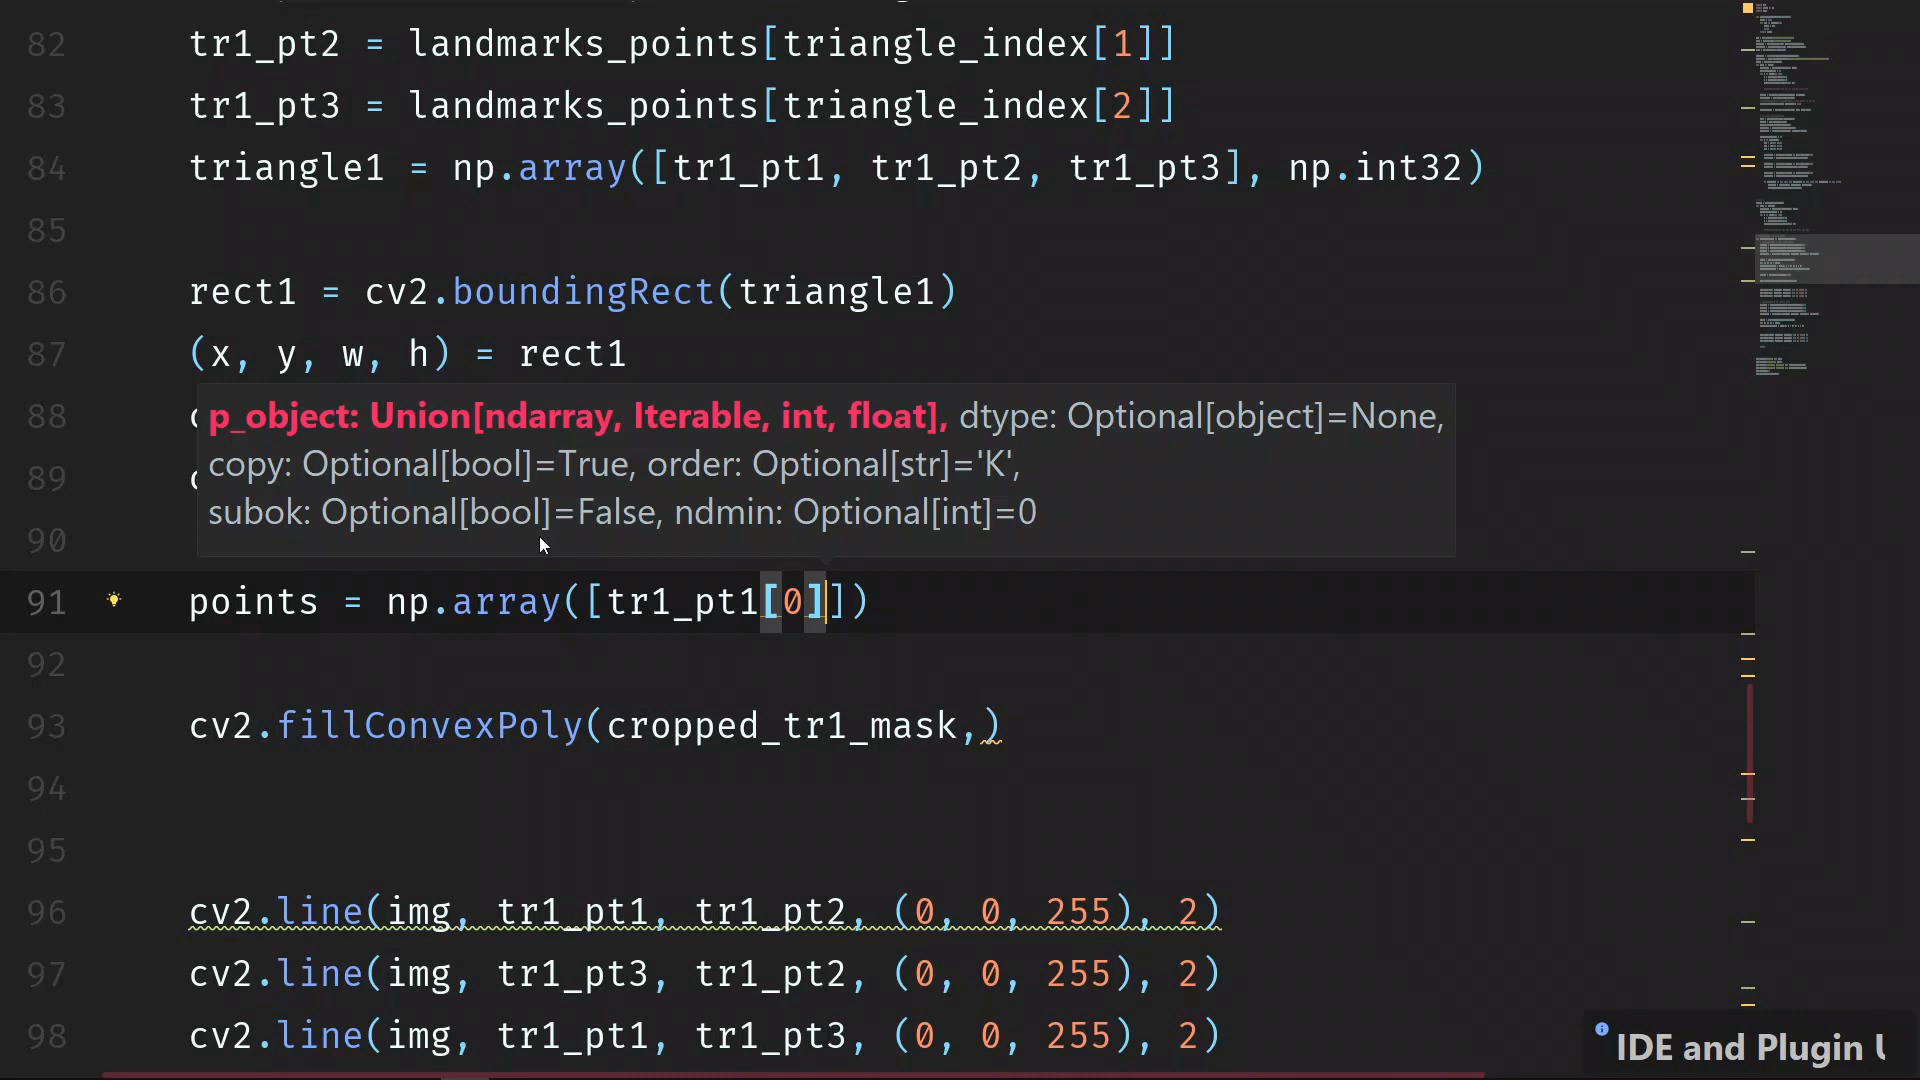 82 tr1_pt2 = landmarks_points[triangle_index[1]]
83 tr1_pt3 = landmarks_points[triangle_index[2]]
84 triangle1 = np.array([tr1_pt1, tr1_pt2, tr1_pt3], np.int32)
85
86 rect1 = cv2.boundingRect(triangle1)
87 (x, y, w, h) = rect1
88 c
p_object: Union[ndarray, Iterable, int, float], dtype: Optional[object]=None,
copy: Optional[bool]=True, order: Optional[str]='K',
89 c
subok: Optional[bool]=False, ndmin: Optional[int]=0
90
91 points = np.array([tr1_pt1[0]])
92
93 cv2.fillConvexPoly(cropped_tr1_mask,)
94
95
96 cv2.line(img, tr1_pt1, tr1_pt2, (0, 0, 255), 2)
97 cv2.line(img, tr1_pt3, tr1_pt2, (0, 0, 255), 2)
98 cv2.line(img, tr1_pt1, tr1_pt3, (0, 0, 255), 2)
IDE and Plugin